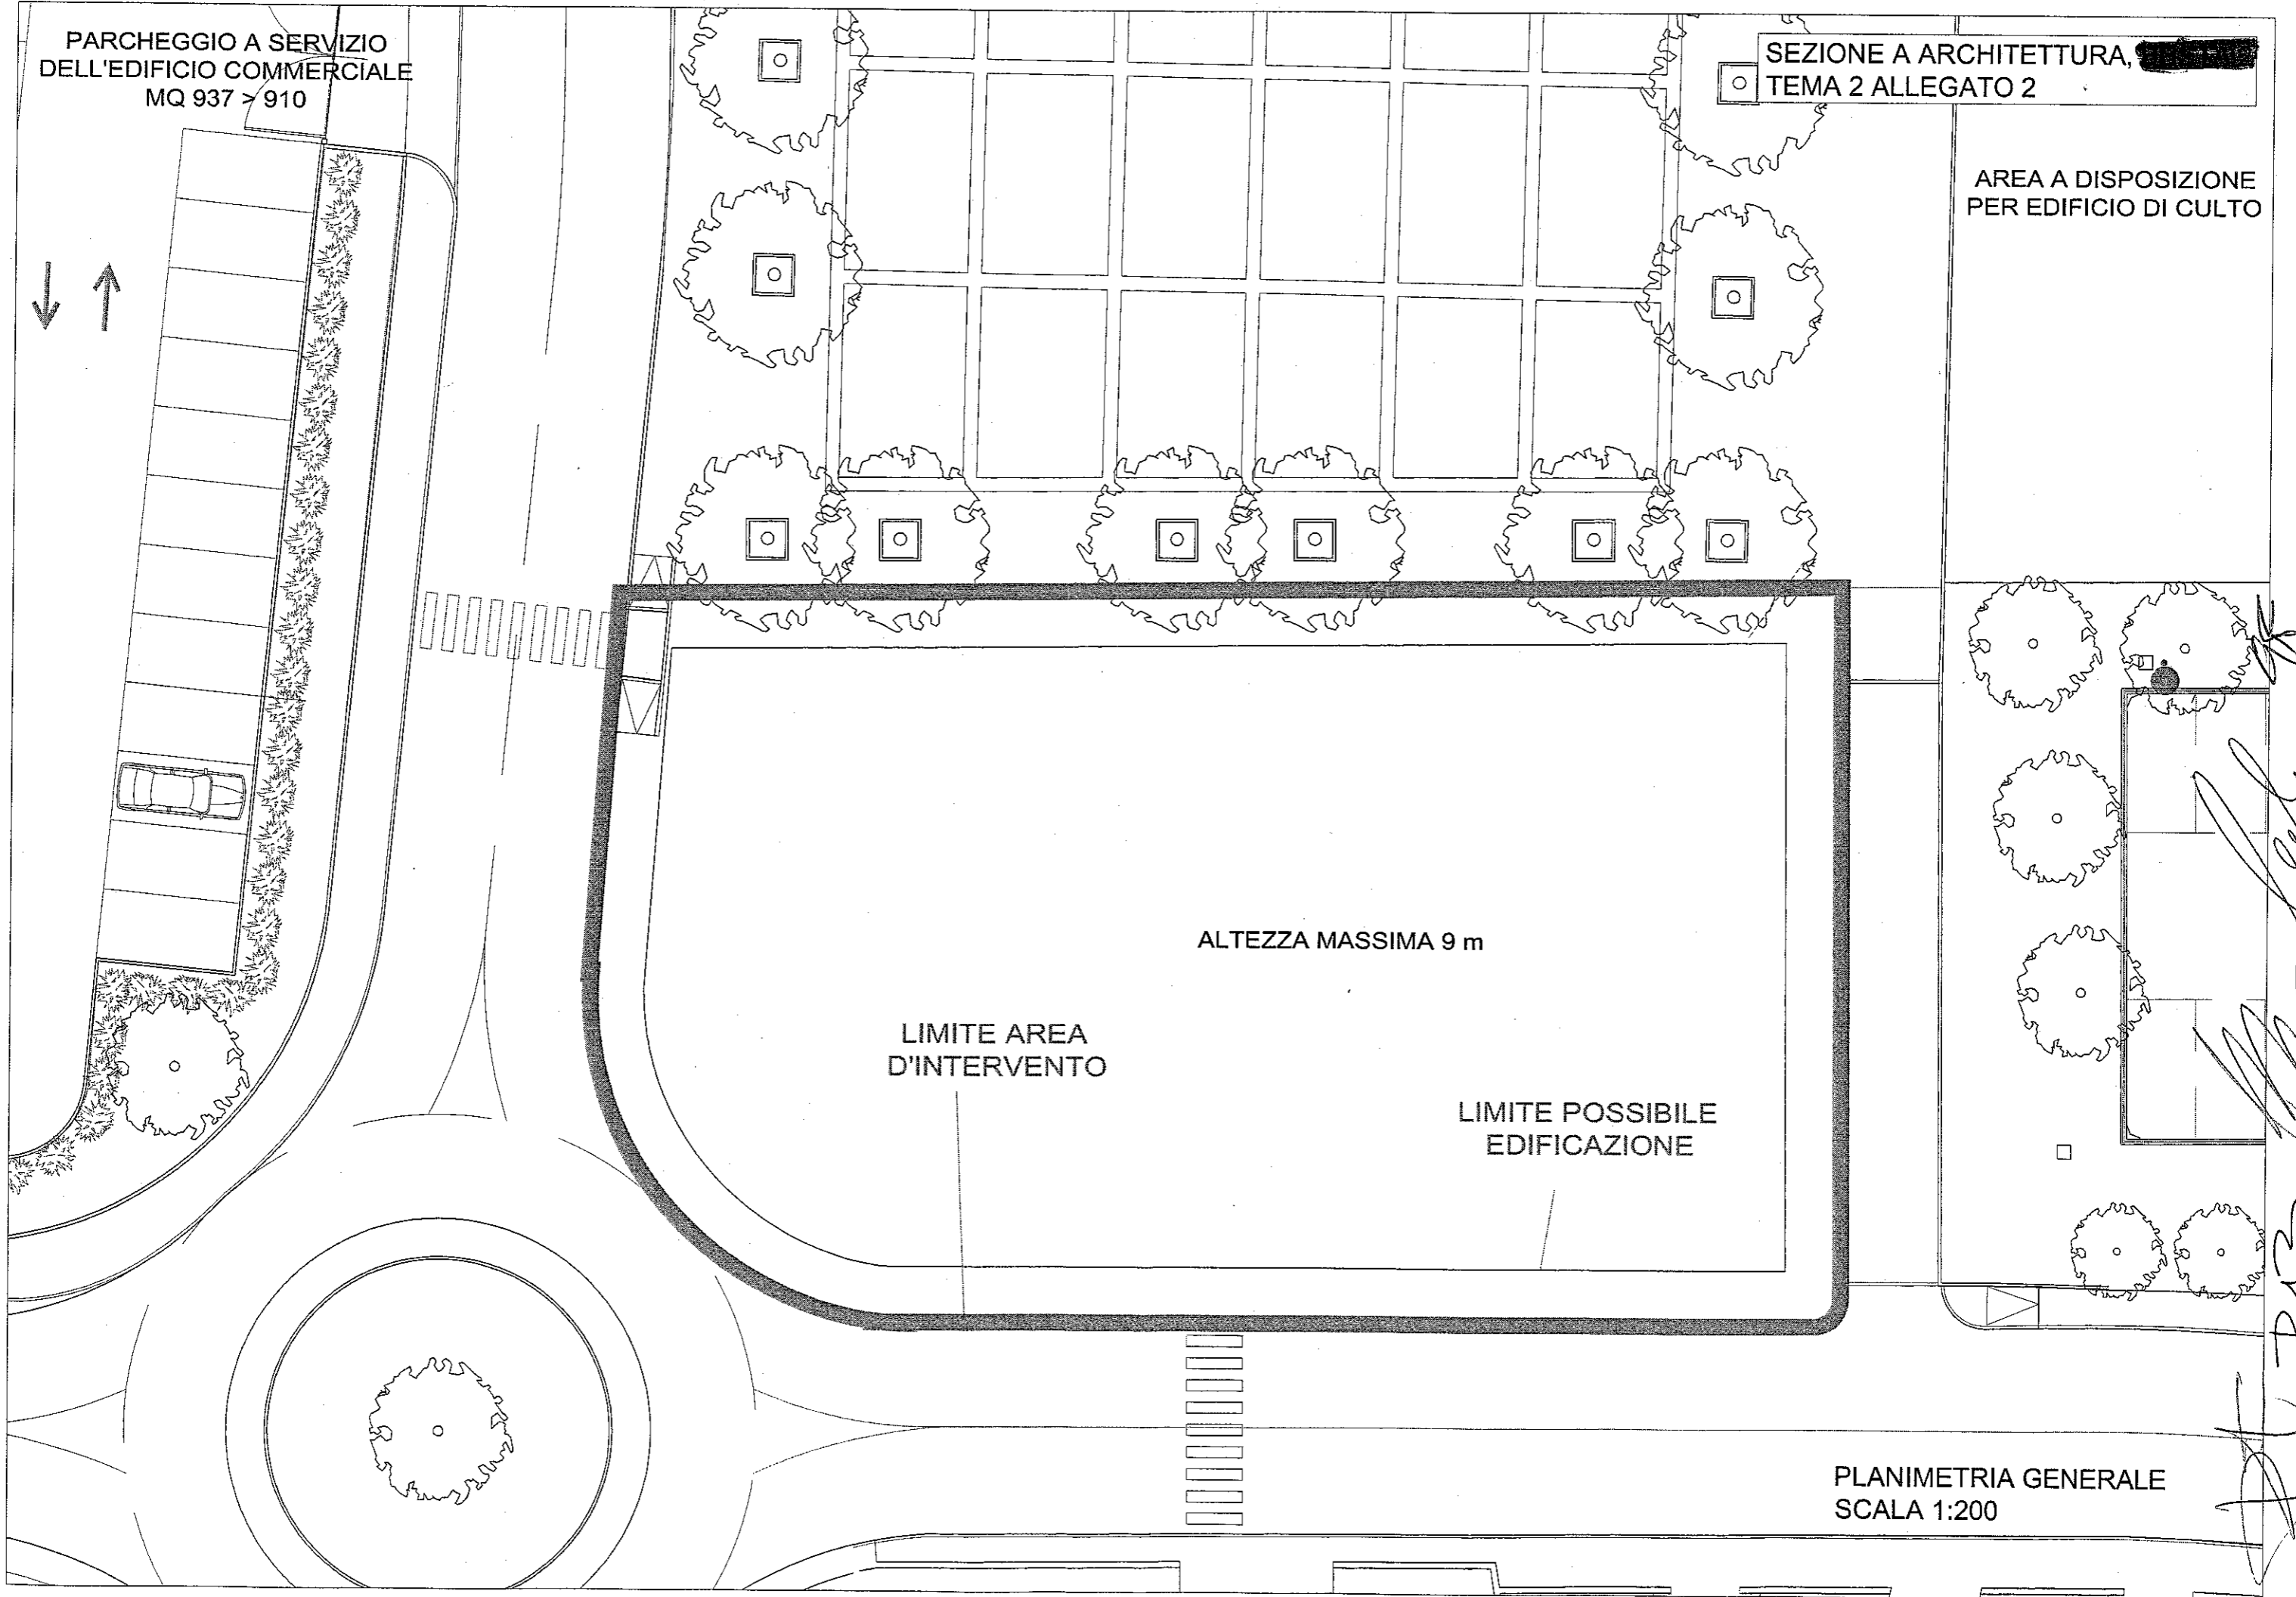 PARCHEGGIO A SERVIZIO
DELL'EDIFICIO COMMERCIALE
MQ 937 > 910
SEZIONE A ARCHITETTURA,
TEMA 2 ALLEGATO 2
AREA A DISPOSIZIONE
PER EDIFICIO DI CULTO
ALTEZZA MASSIMA 9 m
LIMITE AREA
D'INTERVENTO
LIMITE POSSIBILE
EDIFICAZIONE
PLANIMETRIA GENERALE
SCALA 1:200